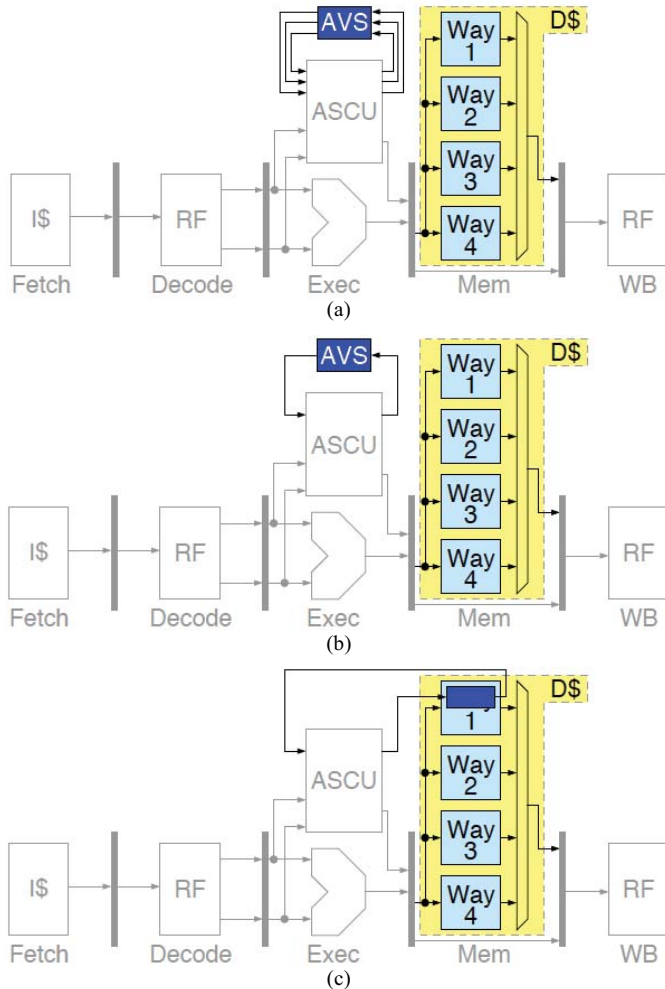 AVS
D$
Way 1
ASCU
Way 2
Way 3
I$
RF
Way 4
RF
Fetch
Decode
Exec
Mem
WB
(a)
AVS
D$
Way 1
ASCU
Way 2
Way 3
I$
RF
Way 4
RF
Fetch
Decode
Exec
Mem
WB
(b)
D$
1
ASCU
Way 2
Way 3
I$
RF
Way 4
RF
Fetch
Decode
Exec
Mem
WB
(c)